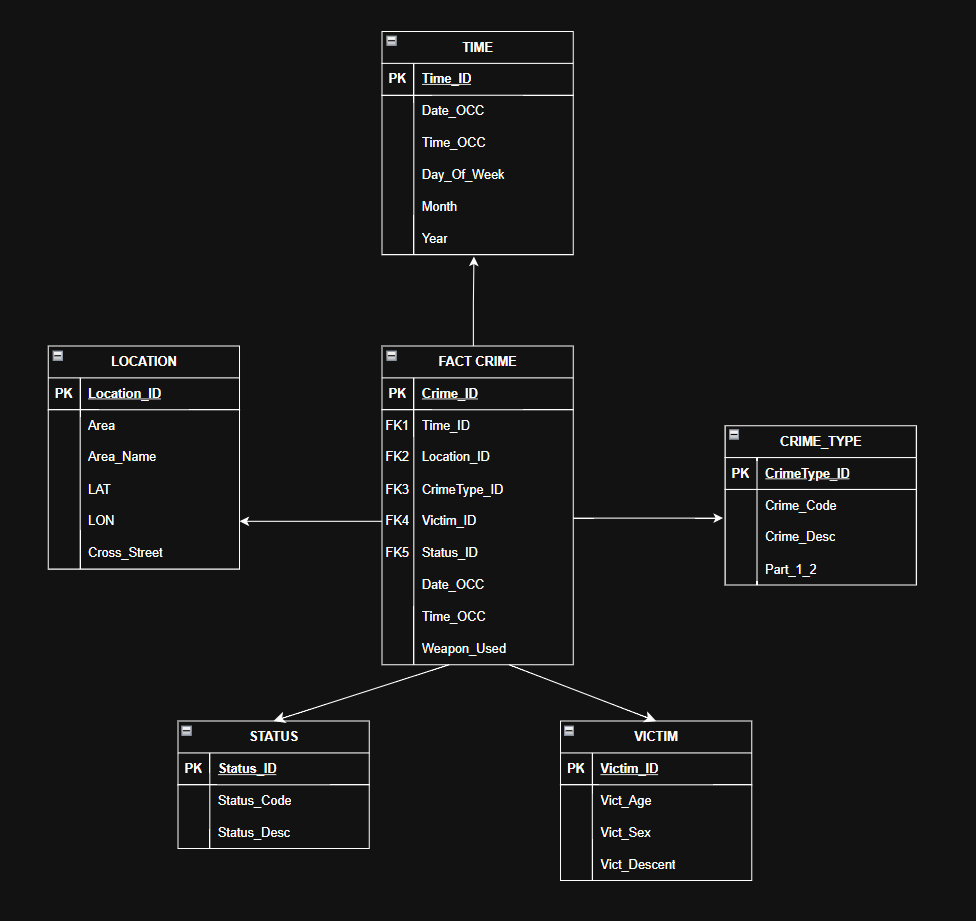 TIME
PK Time_ID
Date_OCC
Time_OCC
Day_Of_Week
Month
Year
LOCATION
PK Location_ID
Area
Area_Name
LAT
LON
Cross_Street
FACT CRIME
PK Crime_ID
FK1 Time_ID
FK2 Location_ID
FK3 CrimeType_ID
FK4 Victim_ID
FK5 Status_ID
Date_OCC
Time_OCC
Weapon_Used
CRIME_TYPE
PK CrimeType_ID
Crime_Code
Crime_Desc
Part_1_2
STATUS
PK Status_ID
Status_Code
Status_Desc
VICTIM
PK Victim_ID
Vict_Age
Vict_Sex
Vict_Descent